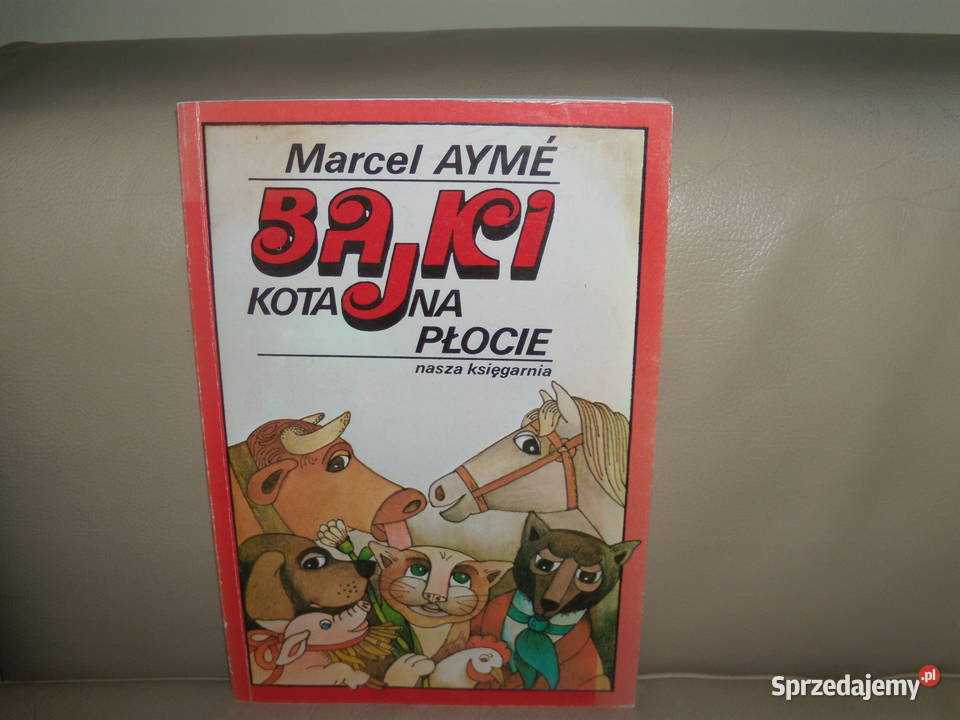 Marcel AYMÉ
BAJKI
KOTA NA
PŁOCIE
nasza księgarnia
Sprzedajemy.pl